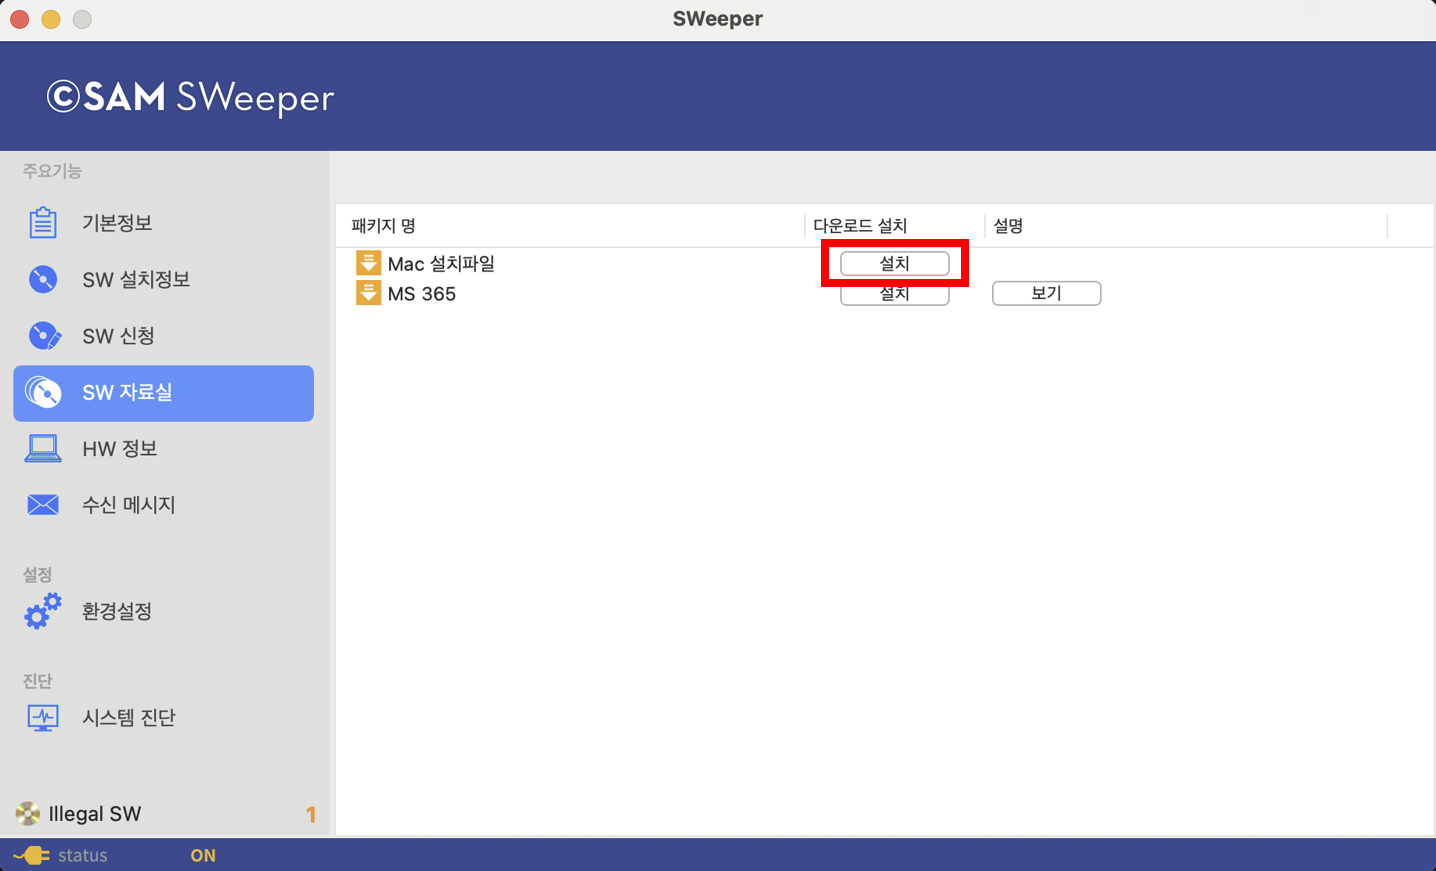 SWeeper
©SAM SWeeper
주요기능
기본정보
SW 설치정보
SW 신청
SW 자료실
HW 정보
수신 메시지
설정
환경설정
진단
시스템 진단
Illegal SW 1
패키지 명 다운로드 설치 설명
Mac 설치파일 설치
MS 365 설치 보기
status ON